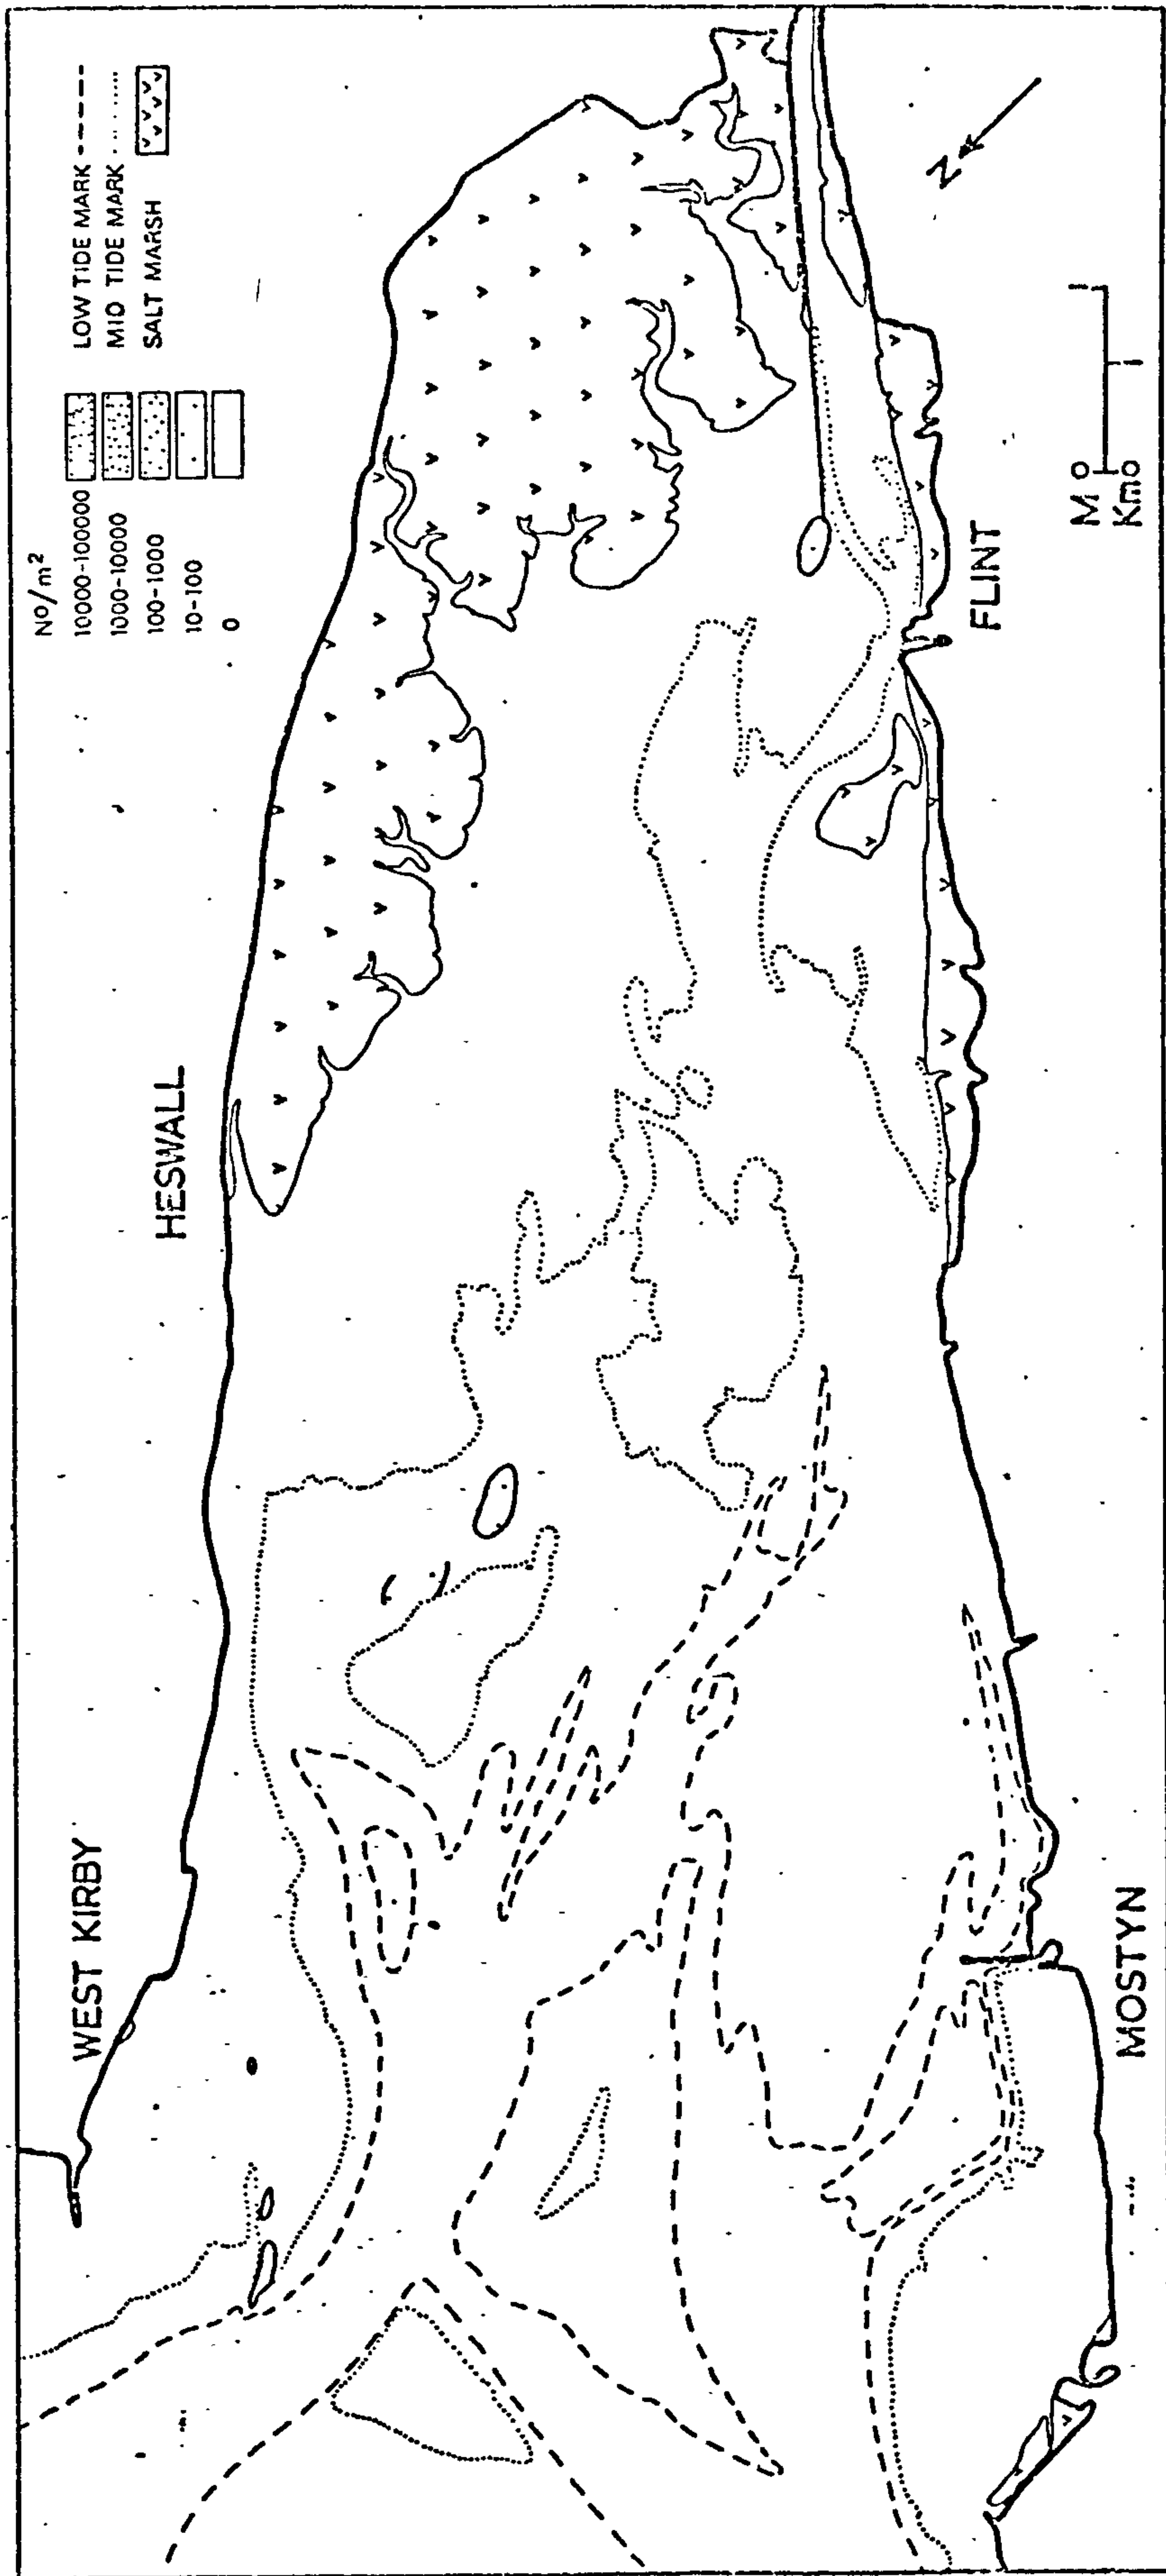 No/m²
10000-100000
1000-10000
100-1000
10-100
0
LOW TIDE MARK
MID TIDE MARK
SALT MARSH
WEST KIRBY
HESWALL
N
MOSTYN
FLINT
M 0 1
Km 0 1